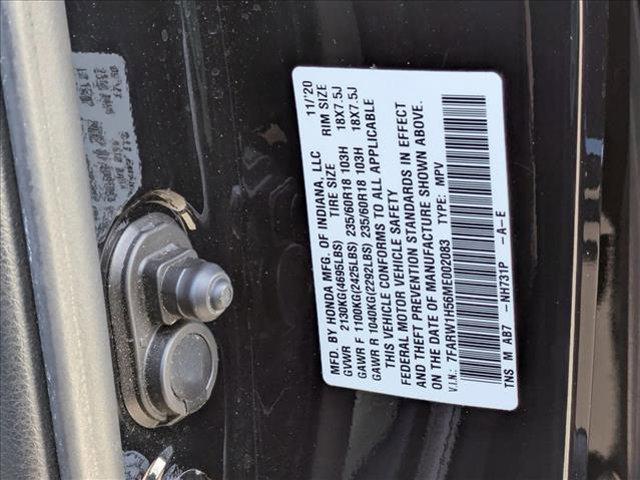 MFD. BY HONDA MFG. OF INDIANA, LLC 11/'20
TIRE SIZE RIM SIZE
GVWR 2130KG(4695LBS)
GAWR F 1100KG(2425LBS) 235/60R18 103H 18X7.5J
GAWR R 1040KG(2292LBS) 235/60R18 103H 18X7.5J
THIS VEHICLE CONFORMS TO ALL APPLICABLE
FEDERAL MOTOR VEHICLE SAFETY
AND THEFT PREVENTION STANDARDS IN EFFECT
ON THE DATE OF MANUFACTURE SHOWN ABOVE.
V.I.N.: 7FARW1H56ME002083 TYPE: MPV
TNS M AB7 -NH731P -A-E